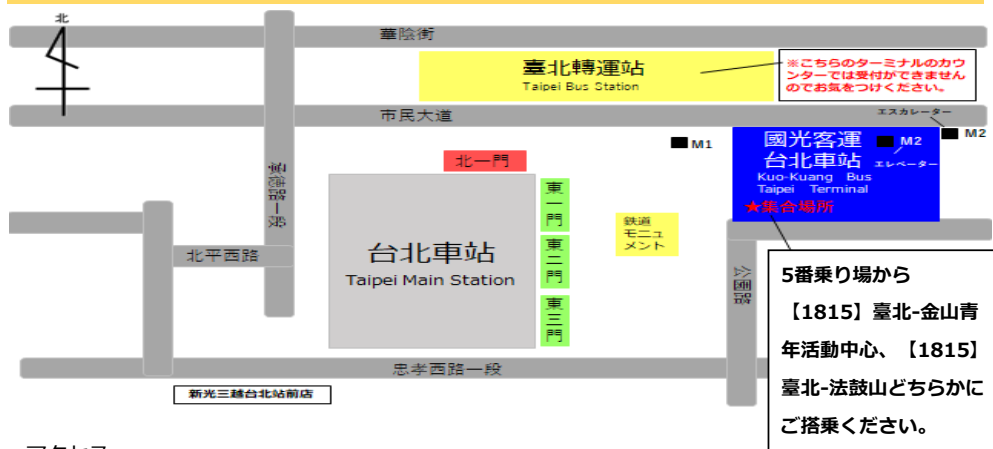 北
華陰街
臺北轉運站
Taipei Bus Station
※こちらのターミナルのカウ
ンターでは受付ができません
のでお気をつけください。
市民大道
エスカレーター
M2
M1
國光客運
台北車站
Kuo-Kuang Bus
Taipei Terminal
★集合場所
M2
エレベーター
北一門
承德路一段
東一門
東二門
東三門
鉄道
モニュ
メント
台北車站
Taipei Main Station
北平西路
公園路
5番乗り場から
【1815】臺北-金山青
年活動中心、【1815】
臺北-法鼓山どちらかに
ご搭乗ください。
忠孝西路一段
新光三越台北站前店